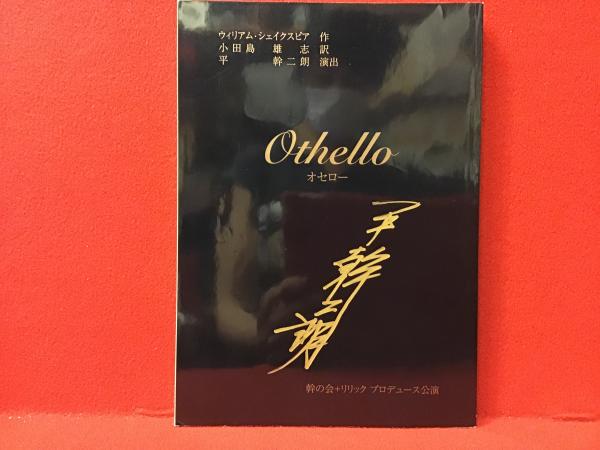 ウィリアム・シェイクスピア 作
小田島 雄志 訳
平 幹二朗 演出
Othello
オセロー
平幹二朗
幹の会+リリック プロデュース公演